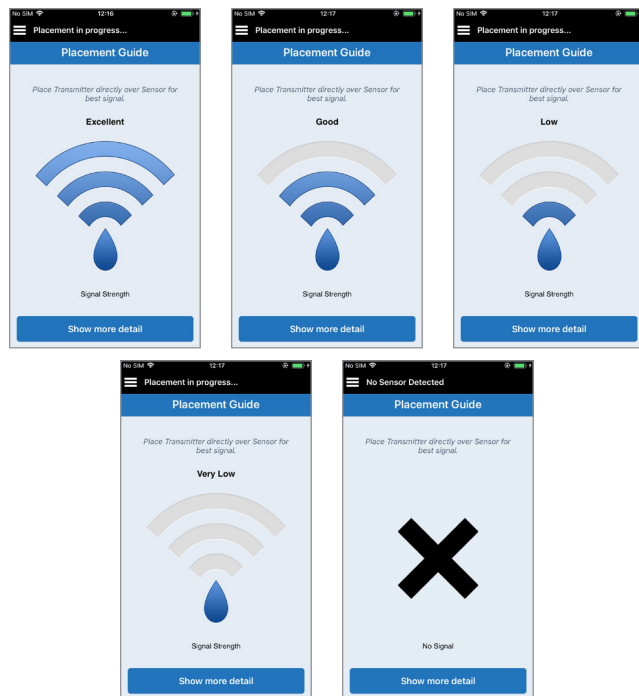 No SIM 12:16
Placement in progress...
Placement Guide
Place Transmitter directly over Sensor for
best signal.
Excellent
Signal Strength
Show more detail
No SIM 12:17
Placement in progress...
Placement Guide
Place Transmitter directly over Sensor for
best signal.
Good
Signal Strength
Show more detail
No SIM 12:17
Placement in progress...
Placement Guide
Place Transmitter directly over Sensor for
best signal.
Low
Signal Strength
Show more detail
No SIM 12:17
Placement in progress...
Placement Guide
Place Transmitter directly over Sensor for
best signal.
Very Low
Signal Strength
Show more detail
No SIM 12:17
No Sensor Detected
Placement Guide
Place Transmitter directly over Sensor for
best signal.
No Signal
Show more detail